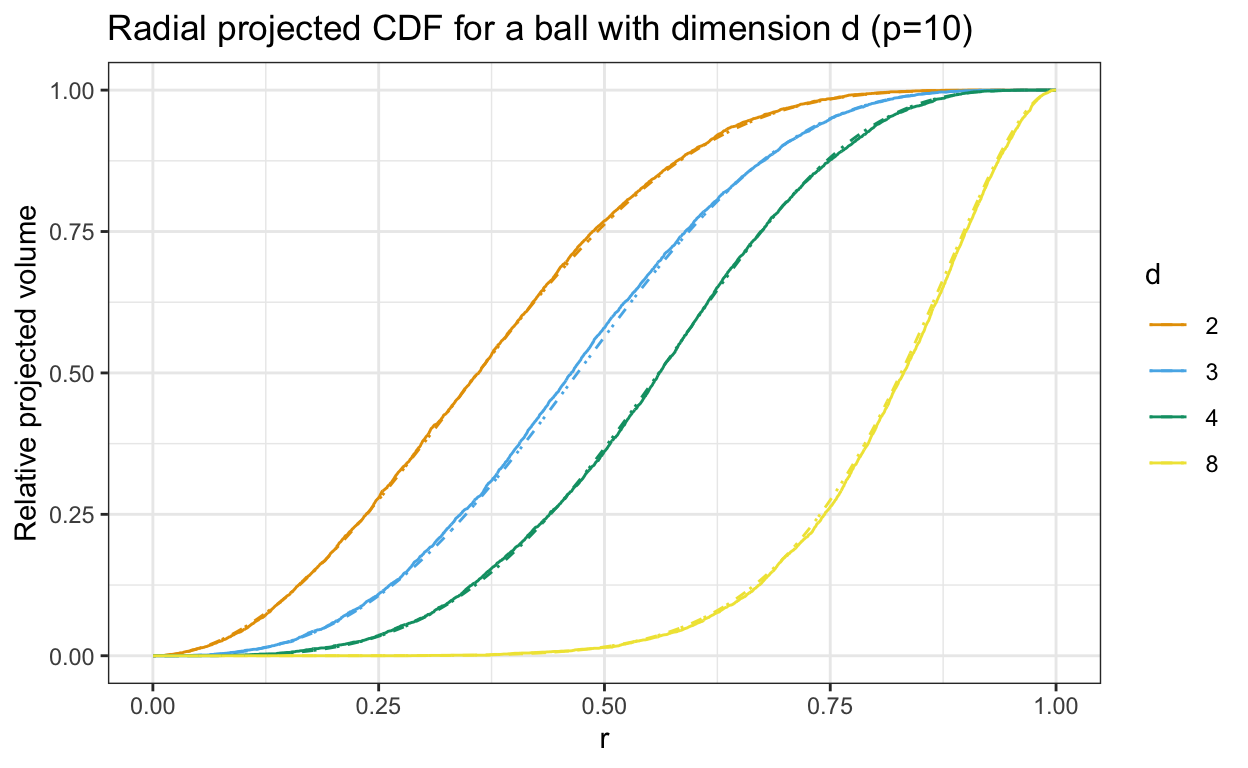 Radial projected CDF for a ball with dimension d (p=10)
Relative projected volume
1.00
0.75
0.50
0.25
0.00
0.00 0.25 0.50 0.75 1.00
r
d
2
3
4
8